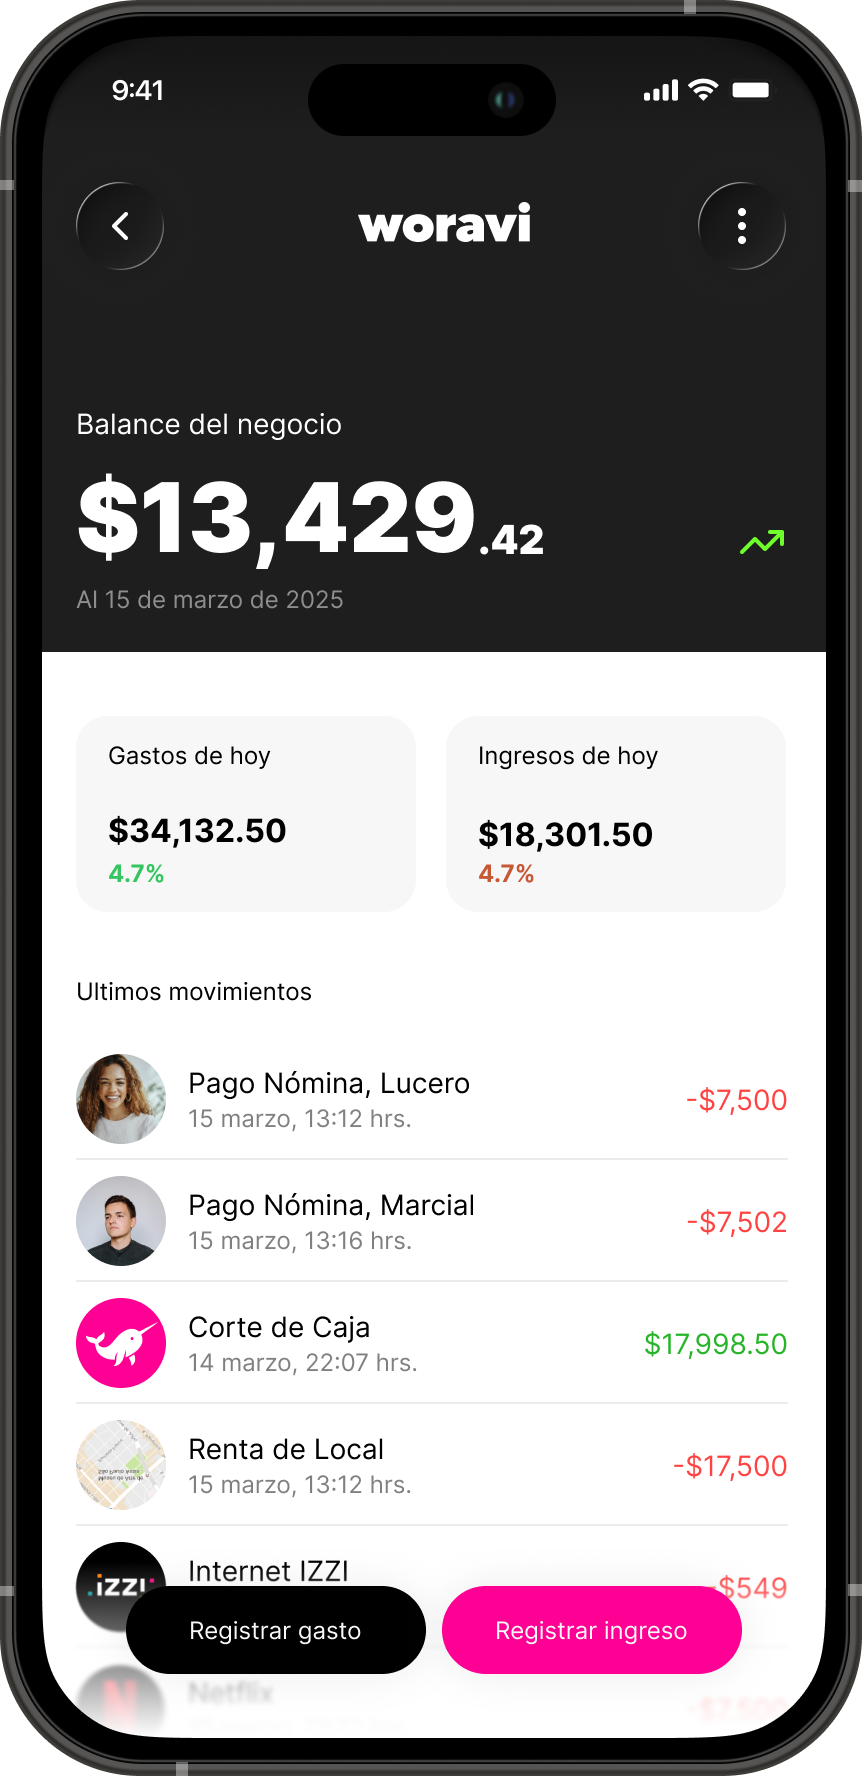 9:41
woravi
Balance del negocio
$13,429.42
Al 15 de marzo de 2025
Gastos de hoy
$34,132.50
4.7%
Ingresos de hoy
$18,301.50
4.7%
Ultimos movimientos
Pago Nómina, Lucero
15 marzo, 13:12 hrs.
-$7,500
Pago Nómina, Marcial
15 marzo, 13:16 hrs.
-$7,502
Corte de Caja
14 marzo, 22:07 hrs.
$17,998.50
Renta de Local
15 marzo, 13:12 hrs.
-$17,500
.izzi
Internet IZZI
-$549
Registrar gasto
Registrar ingreso
N
Netflix
-$7,500